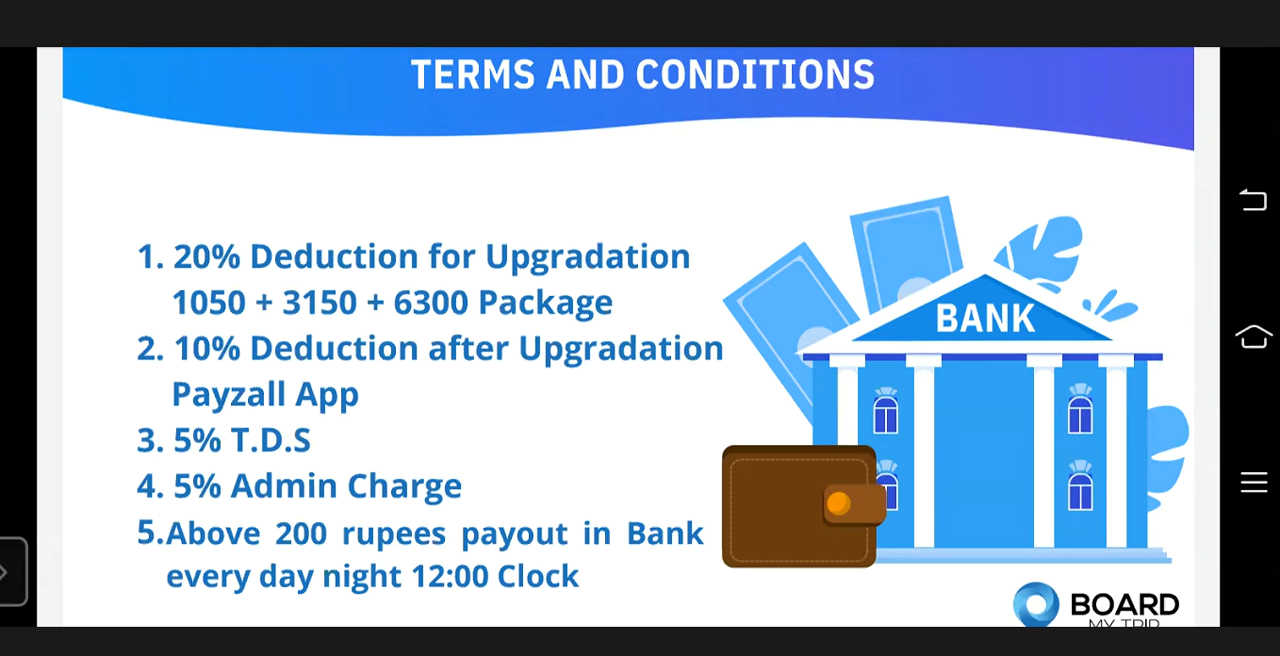 TERMS AND CONDITIONS
1. 20% Deduction for Upgradation
1050 + 3150 + 6300 Package
2. 10% Deduction after Upgradation
Payzall App
3. 5% T.D.S
4. 5% Admin Charge
5.Above 200 rupees payout in Bank
every day night 12:00 Clock
BANK
BOARD
MY TRIP